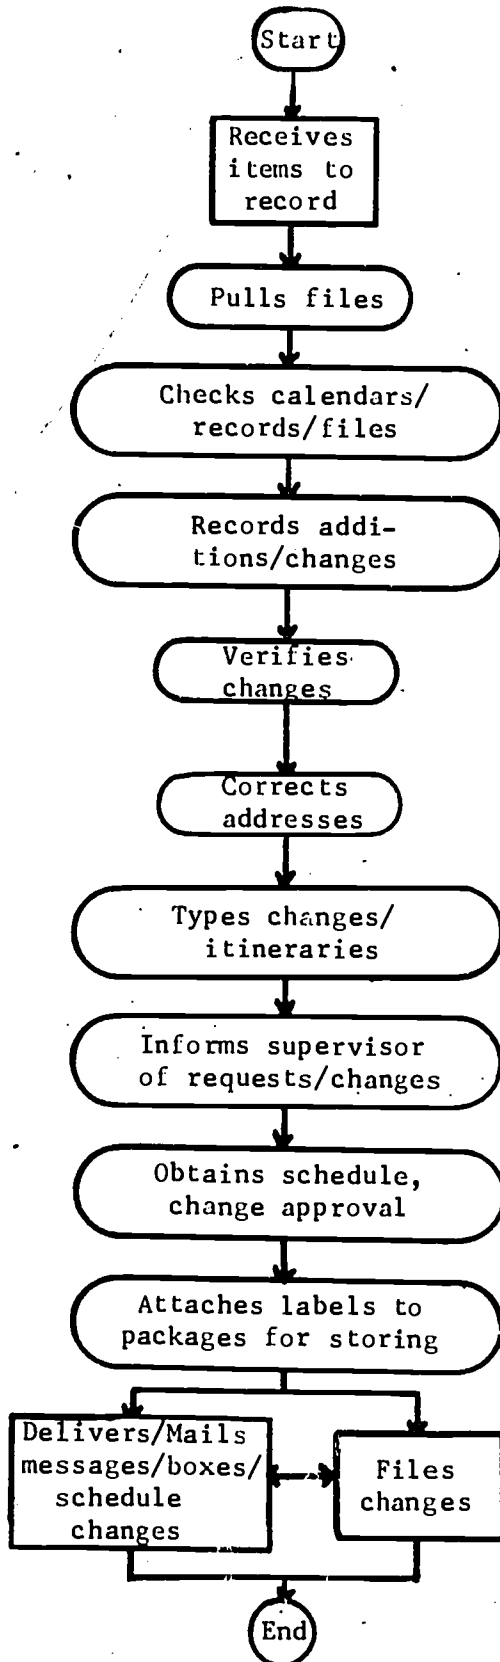 Start
Receives
items to
record
Pulls files
Checks calendars/
records/files
Records addi-
tions/changes
Verifies
changes
Corrects
addresses
Types changes/
itineraries
Informs supervisor
of requests/changes
Obtains schedule,
change approval
Attaches labels to
packages for storing
Delivers/Mails
messages/boxes/
schedule
changes
Files
changes
End